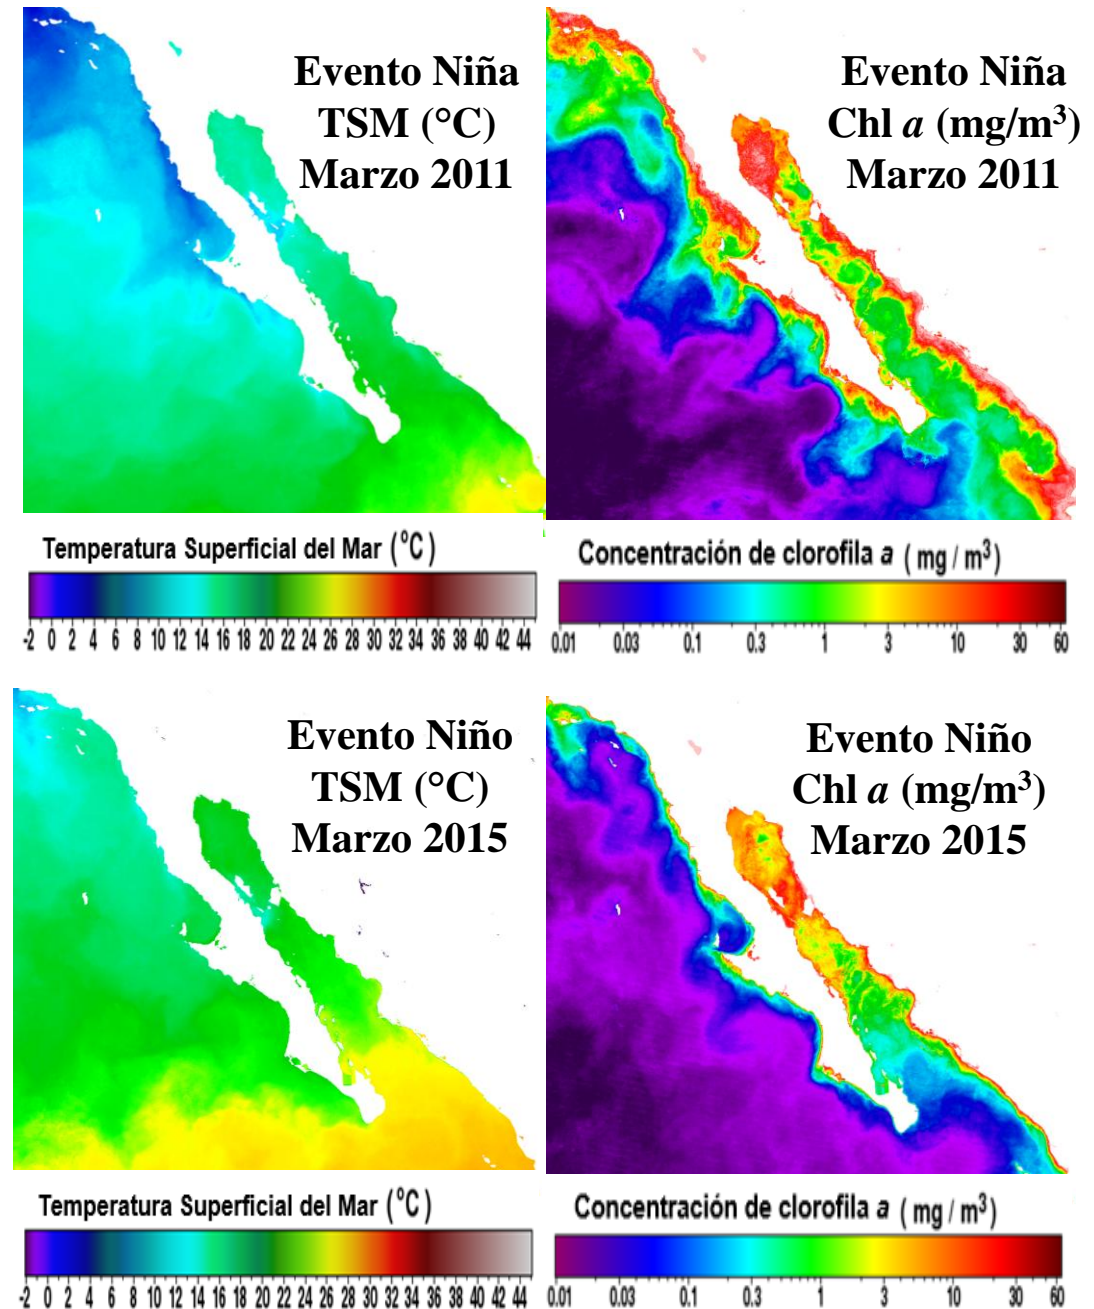 Evento Niña
TSM (°C)
Marzo 2011
Evento Niña
Chl a (mg/m³)
Marzo 2011
Temperatura Superficial del Mar (°C)
-2 0 2 4 6 8 10 12 14 16 18 20 22 24 26 28 30 32 34 36 38 40 42 44
Concentración de clorofila a (mg / m³)
0.01 0.03 0.1 0.3 1 3 10 30 60
Evento Niño
TSM (°C)
Marzo 2015
Evento Niño
Chl a (mg/m³)
Marzo 2015
Temperatura Superficial del Mar (°C)
-2 0 2 4 6 8 10 12 14 16 18 20 22 24 26 28 30 32 34 36 38 40 42 44
Concentración de clorofila a (mg / m³)
0.01 0.03 0.1 0.3 1 3 10 30 60